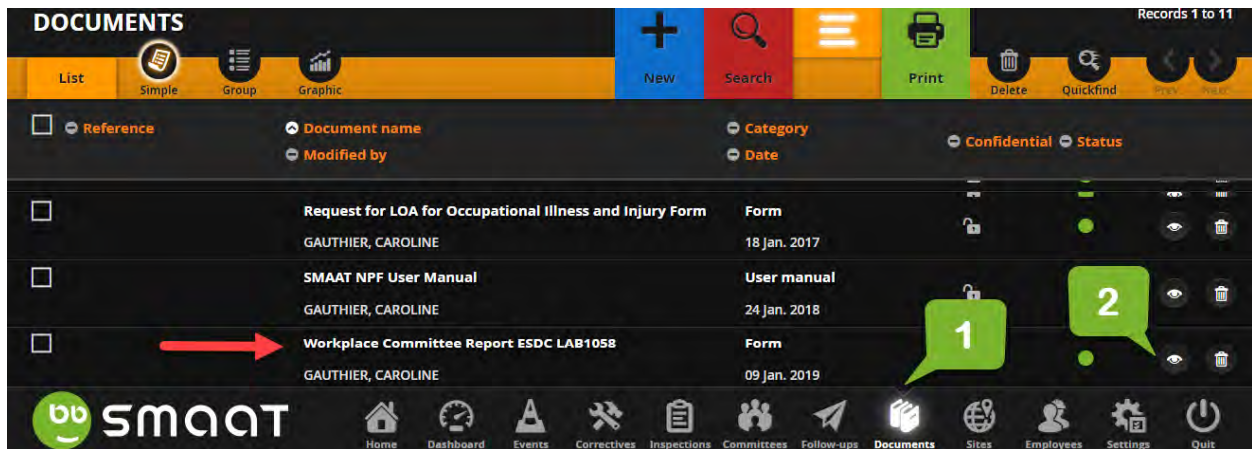 DOCUMENTS
Records 1 to 11
List
Simple
Group
Graphic
New
Search
Print
Delete
Quickfind
Prev.
Next
Reference
Document name
Category
Confidential
Status
Modified by
Date
Request for LOA for Occupational Illness and Injury Form
Form
GAUTHIER, CAROLINE
18 Jan. 2017
SMAAT NPF User Manual
User manual
GAUTHIER, CAROLINE
24 Jan. 2018
1
2
Workplace Committee Report ESDC LAB1058
Form
GAUTHIER, CAROLINE
09 Jan. 2019
smaaT
Home
Dashboard
Events
Correctives
Inspections
Committees
Follow-ups
Documents
Sites
Employees
Settings
Quit